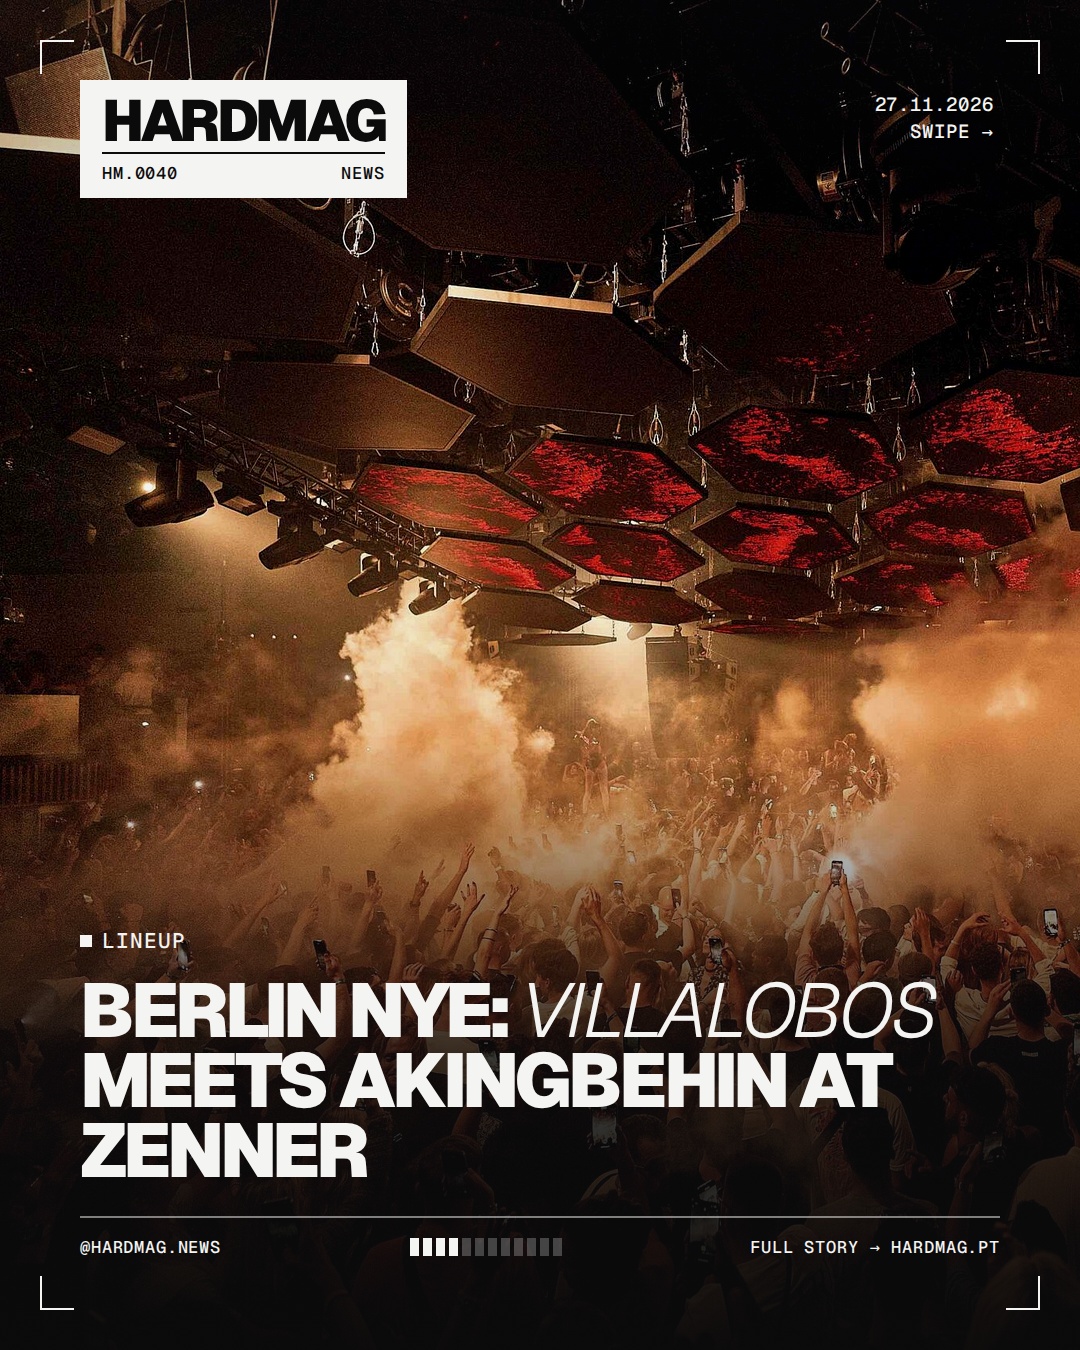 HARDMAG
HM.0040 NEWS
27.11.2026
SWIPE →
LINEUP
BERLIN NYE: VILLALOBOS
MEETS AKINGBEHIN AT
ZENNER
@HARDMAG.NEWS
FULL STORY → HARDMAG.PT